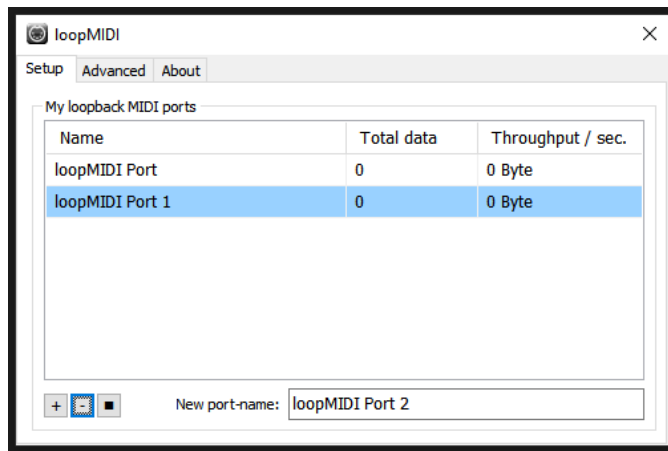 loopMIDI
Setup Advanced About
My loopback MIDI ports
Name Total data Throughput / sec.
loopMIDI Port 0 0 Byte
loopMIDI Port 1 0 0 Byte
+ - New port-name: loopMIDI Port 2